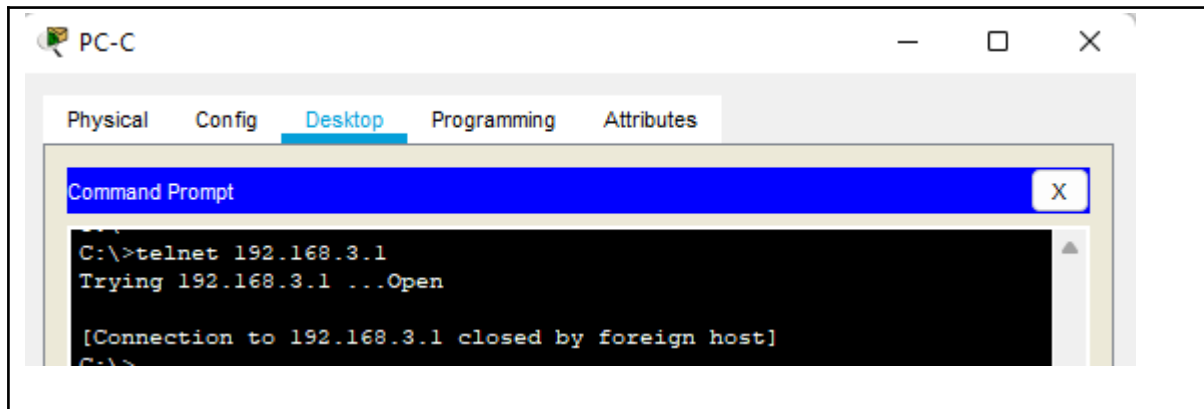 PC-C
Physical Config Desktop Programming Attributes
Command Prompt
X
C:\>telnet 192.168.3.1
Trying 192.168.3.1 ...Open
[Connection to 192.168.3.1 closed by foreign host]
C:\>